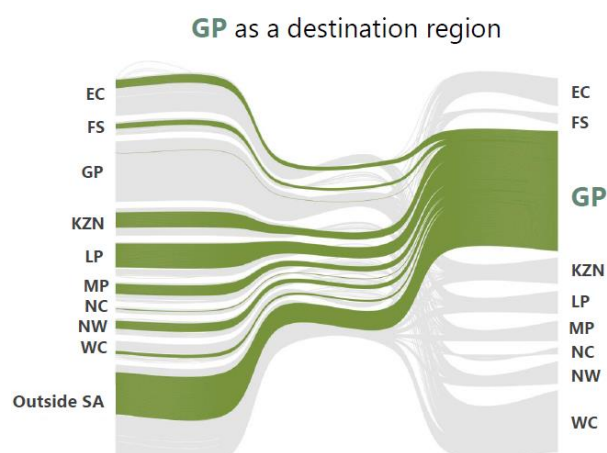 GP as a destination region
EC
FS
GP
KZN
LP
MP
NC
NW
WC
Outside SA
EC
FS
GP
KZN
LP
MP
NC
NW
WC